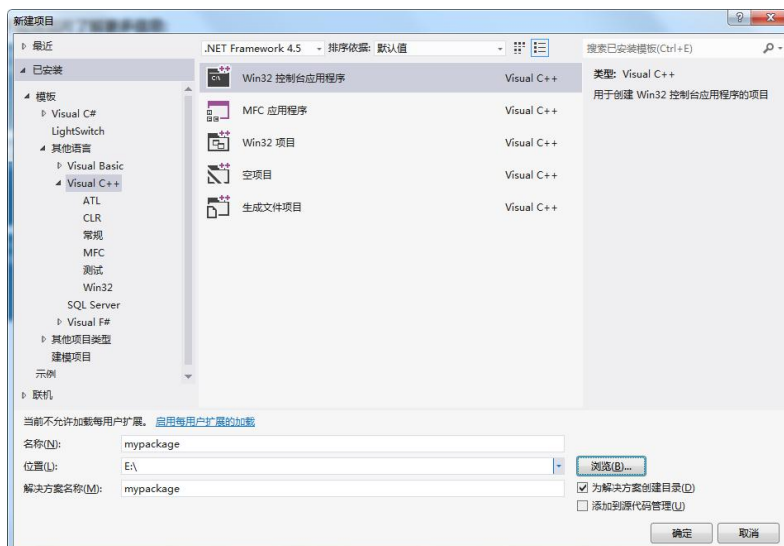 新建项目
最近
.NET Framework 4.5 排序依据: 默认值
搜索已安装模板(Ctrl+E)
已安装
模板
Visual C#
LightSwitch
其他语言
Visual Basic
Visual C++
ATL
CLR
常规
MFC
测试
Win32
SQL Server
Visual F#
其他项目类型
建模项目
示例
联机
Win32 控制台应用程序 Visual C++
MFC 应用程序 Visual C++
Win32 项目 Visual C++
空项目 Visual C++
生成文件项目 Visual C++
类型: Visual C++
用于创建 Win32 控制台应用程序的项目
当前不允许加载每用户扩展。 启用每用户扩展的加载
名称(N): mypackage
位置(L): E:\
浏览(B)...
解决方案名称(M): mypackage
为解决方案创建目录(D)
添加到源代码管理(U)
确定 取消